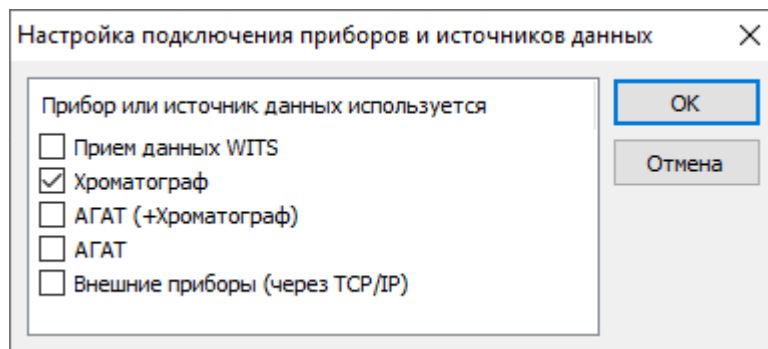 Настройка подключения приборов и источников данных
Прибор или источник данных используется
Прием данных WITS
Хроматограф
АГАТ (+Хроматограф)
АГАТ
Внешние приборы (через TCP/IP)
OK
Отмена